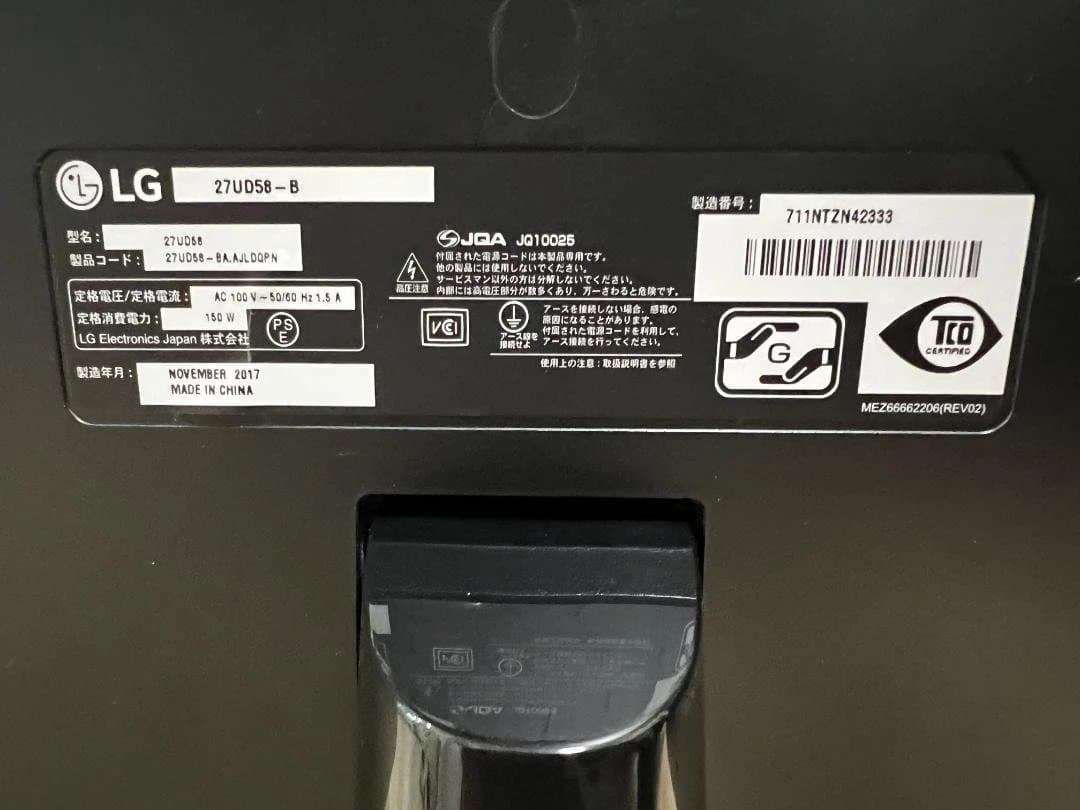 LG 27UD58-B
型名: 27UD58
製品コード: 27UD58-BA.AJLDQPN
定格電圧/定格電流: AC 100 V ~ 50/60 Hz 1.5 A
定格消費電力: 150 W
LG Electronics Japan 株式会社
PS
E
製造年月: NOVEMBER 2017
MADE IN CHINA
JQA JQ10025
付属された電源コードは本製品専用です。
他の製品には使用しないでください。
サービスマン以外の方は分解しないでください。
内部には高電圧部分が数多くあり、万一さわると危険です。
高圧注意
VCI
アース線を
接続せよ
アースを接続しない場合、感電の
原因になることがあります。
付属された電源コードを利用して、
アース接続を行ってください。
使用上の注意:取扱説明書を参照
製造番号: 711NTZN42333
G
TCO
CERTIFIED
MEZ66662206(REV02)